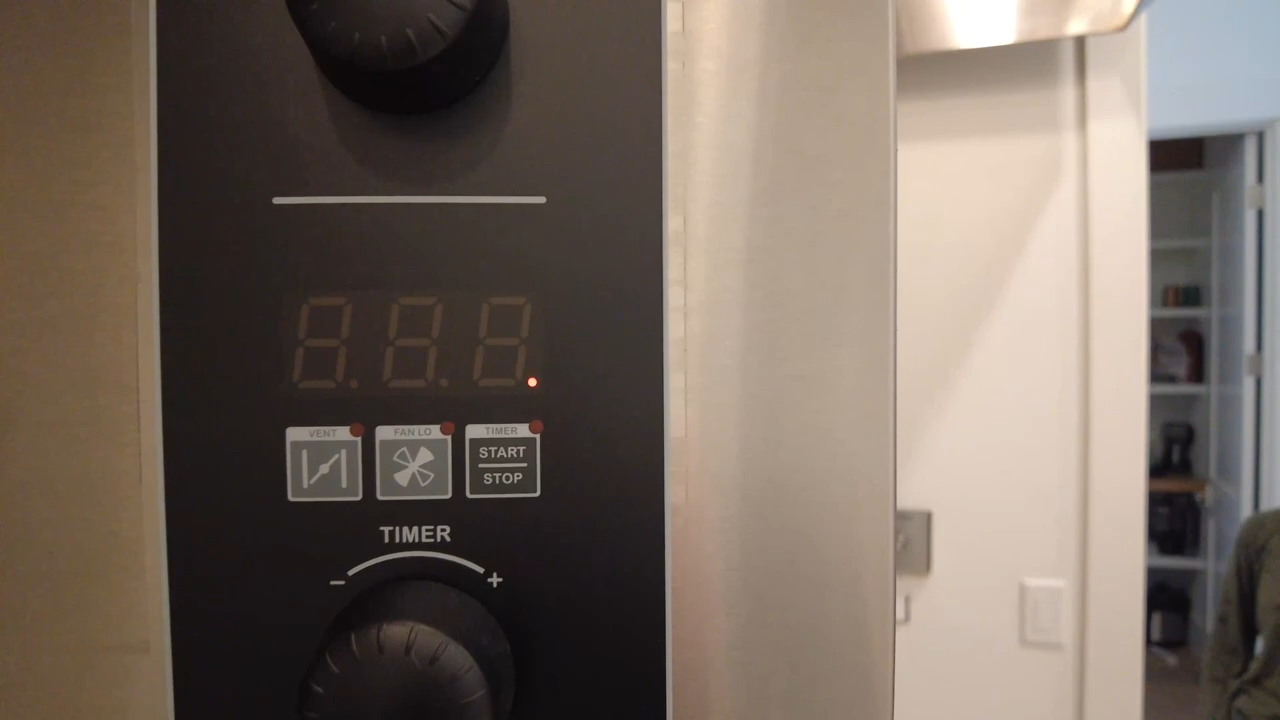 VENT
FAN LO
TIMER
START
STOP
TIMER
- +